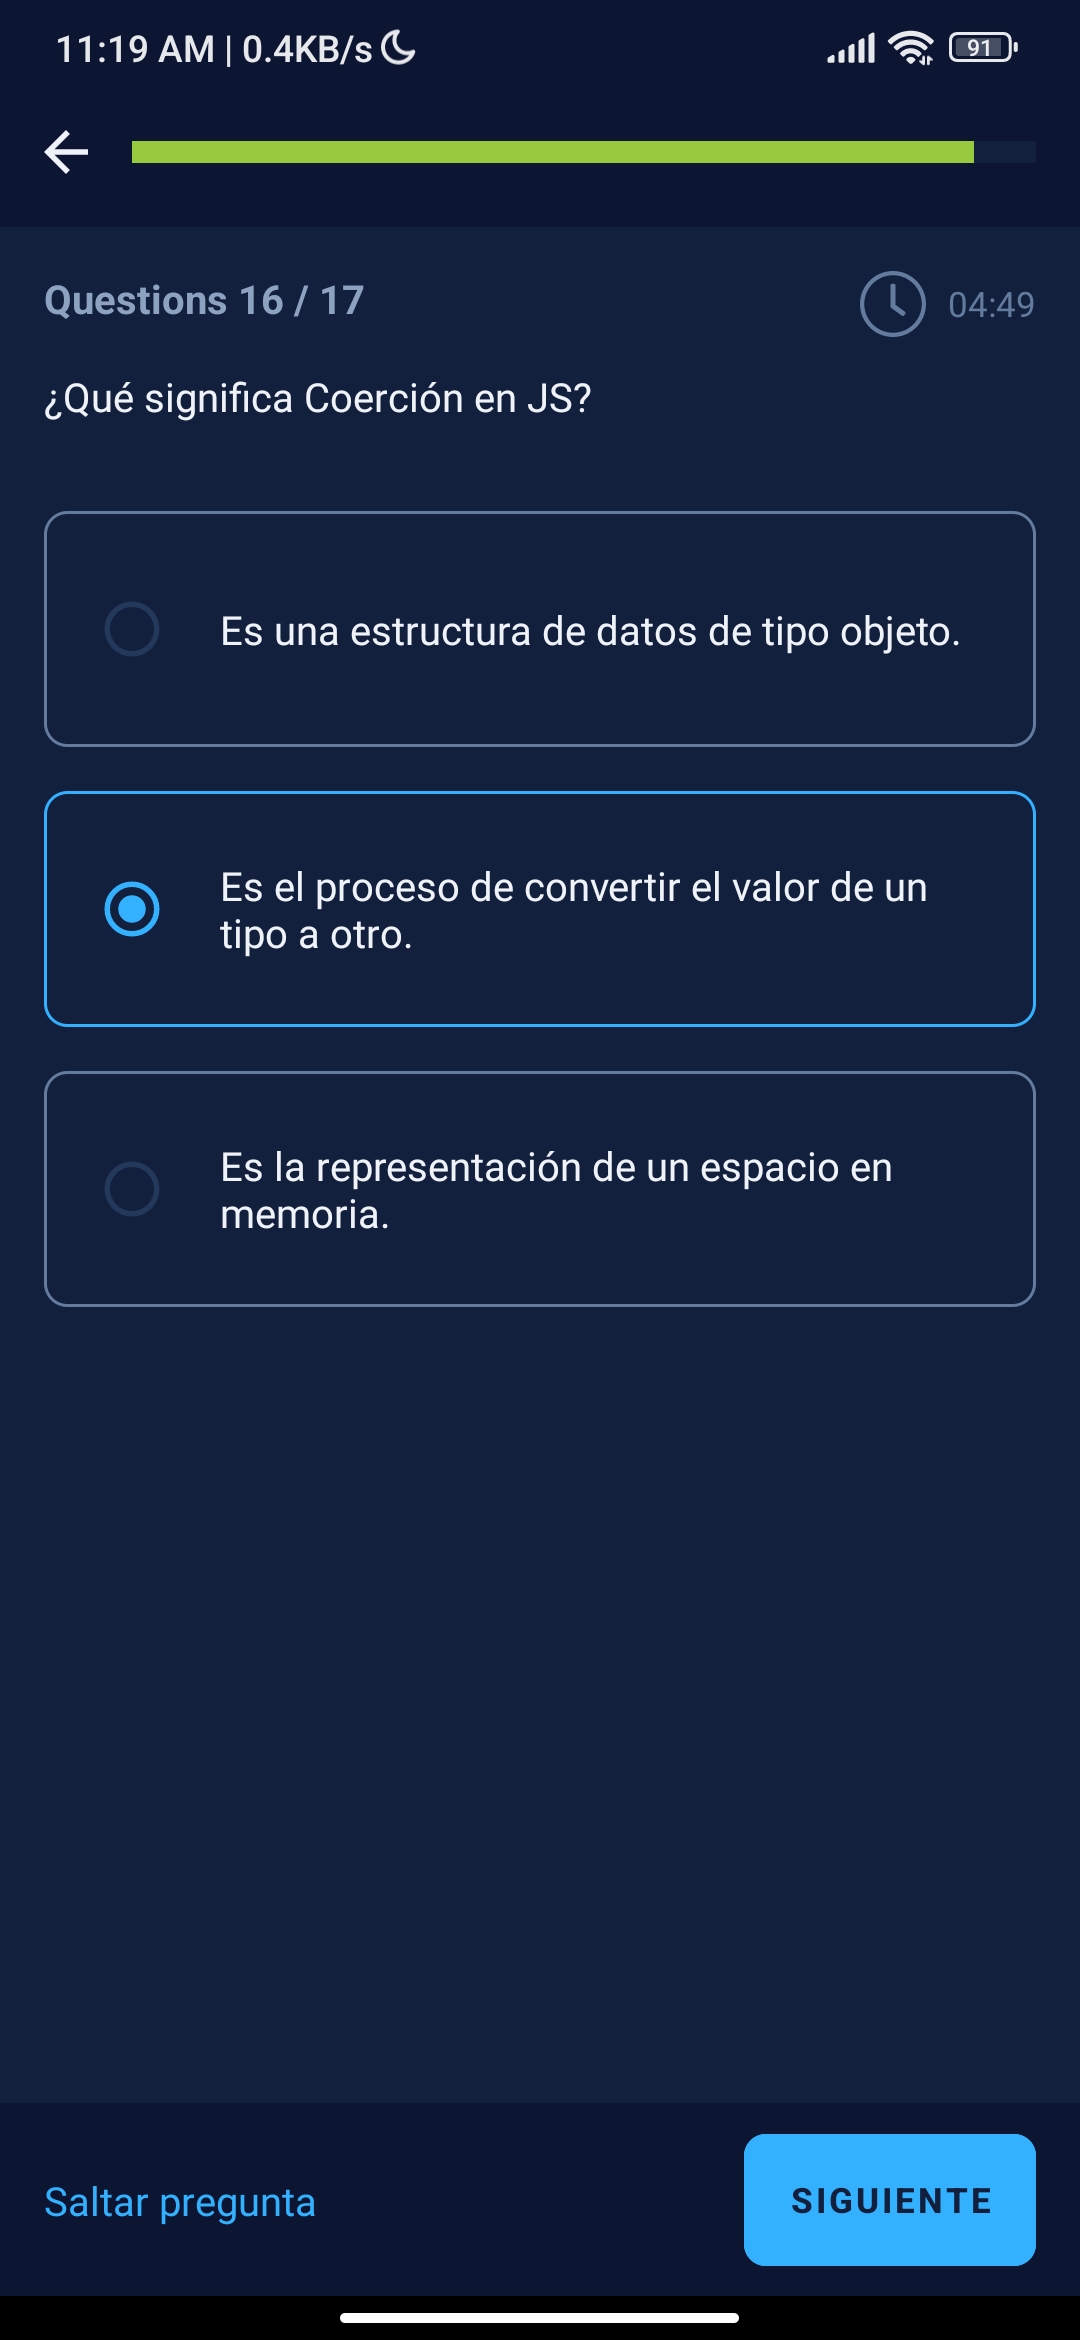 11:19 AM | 0.4KB/s
91
Questions 16 / 17
04:49
¿Qué significa Coerción en JS?
Es una estructura de datos de tipo objeto.
Es el proceso de convertir el valor de un
tipo a otro.
Es la representación de un espacio en
memoria.
Saltar pregunta
SIGUIENTE